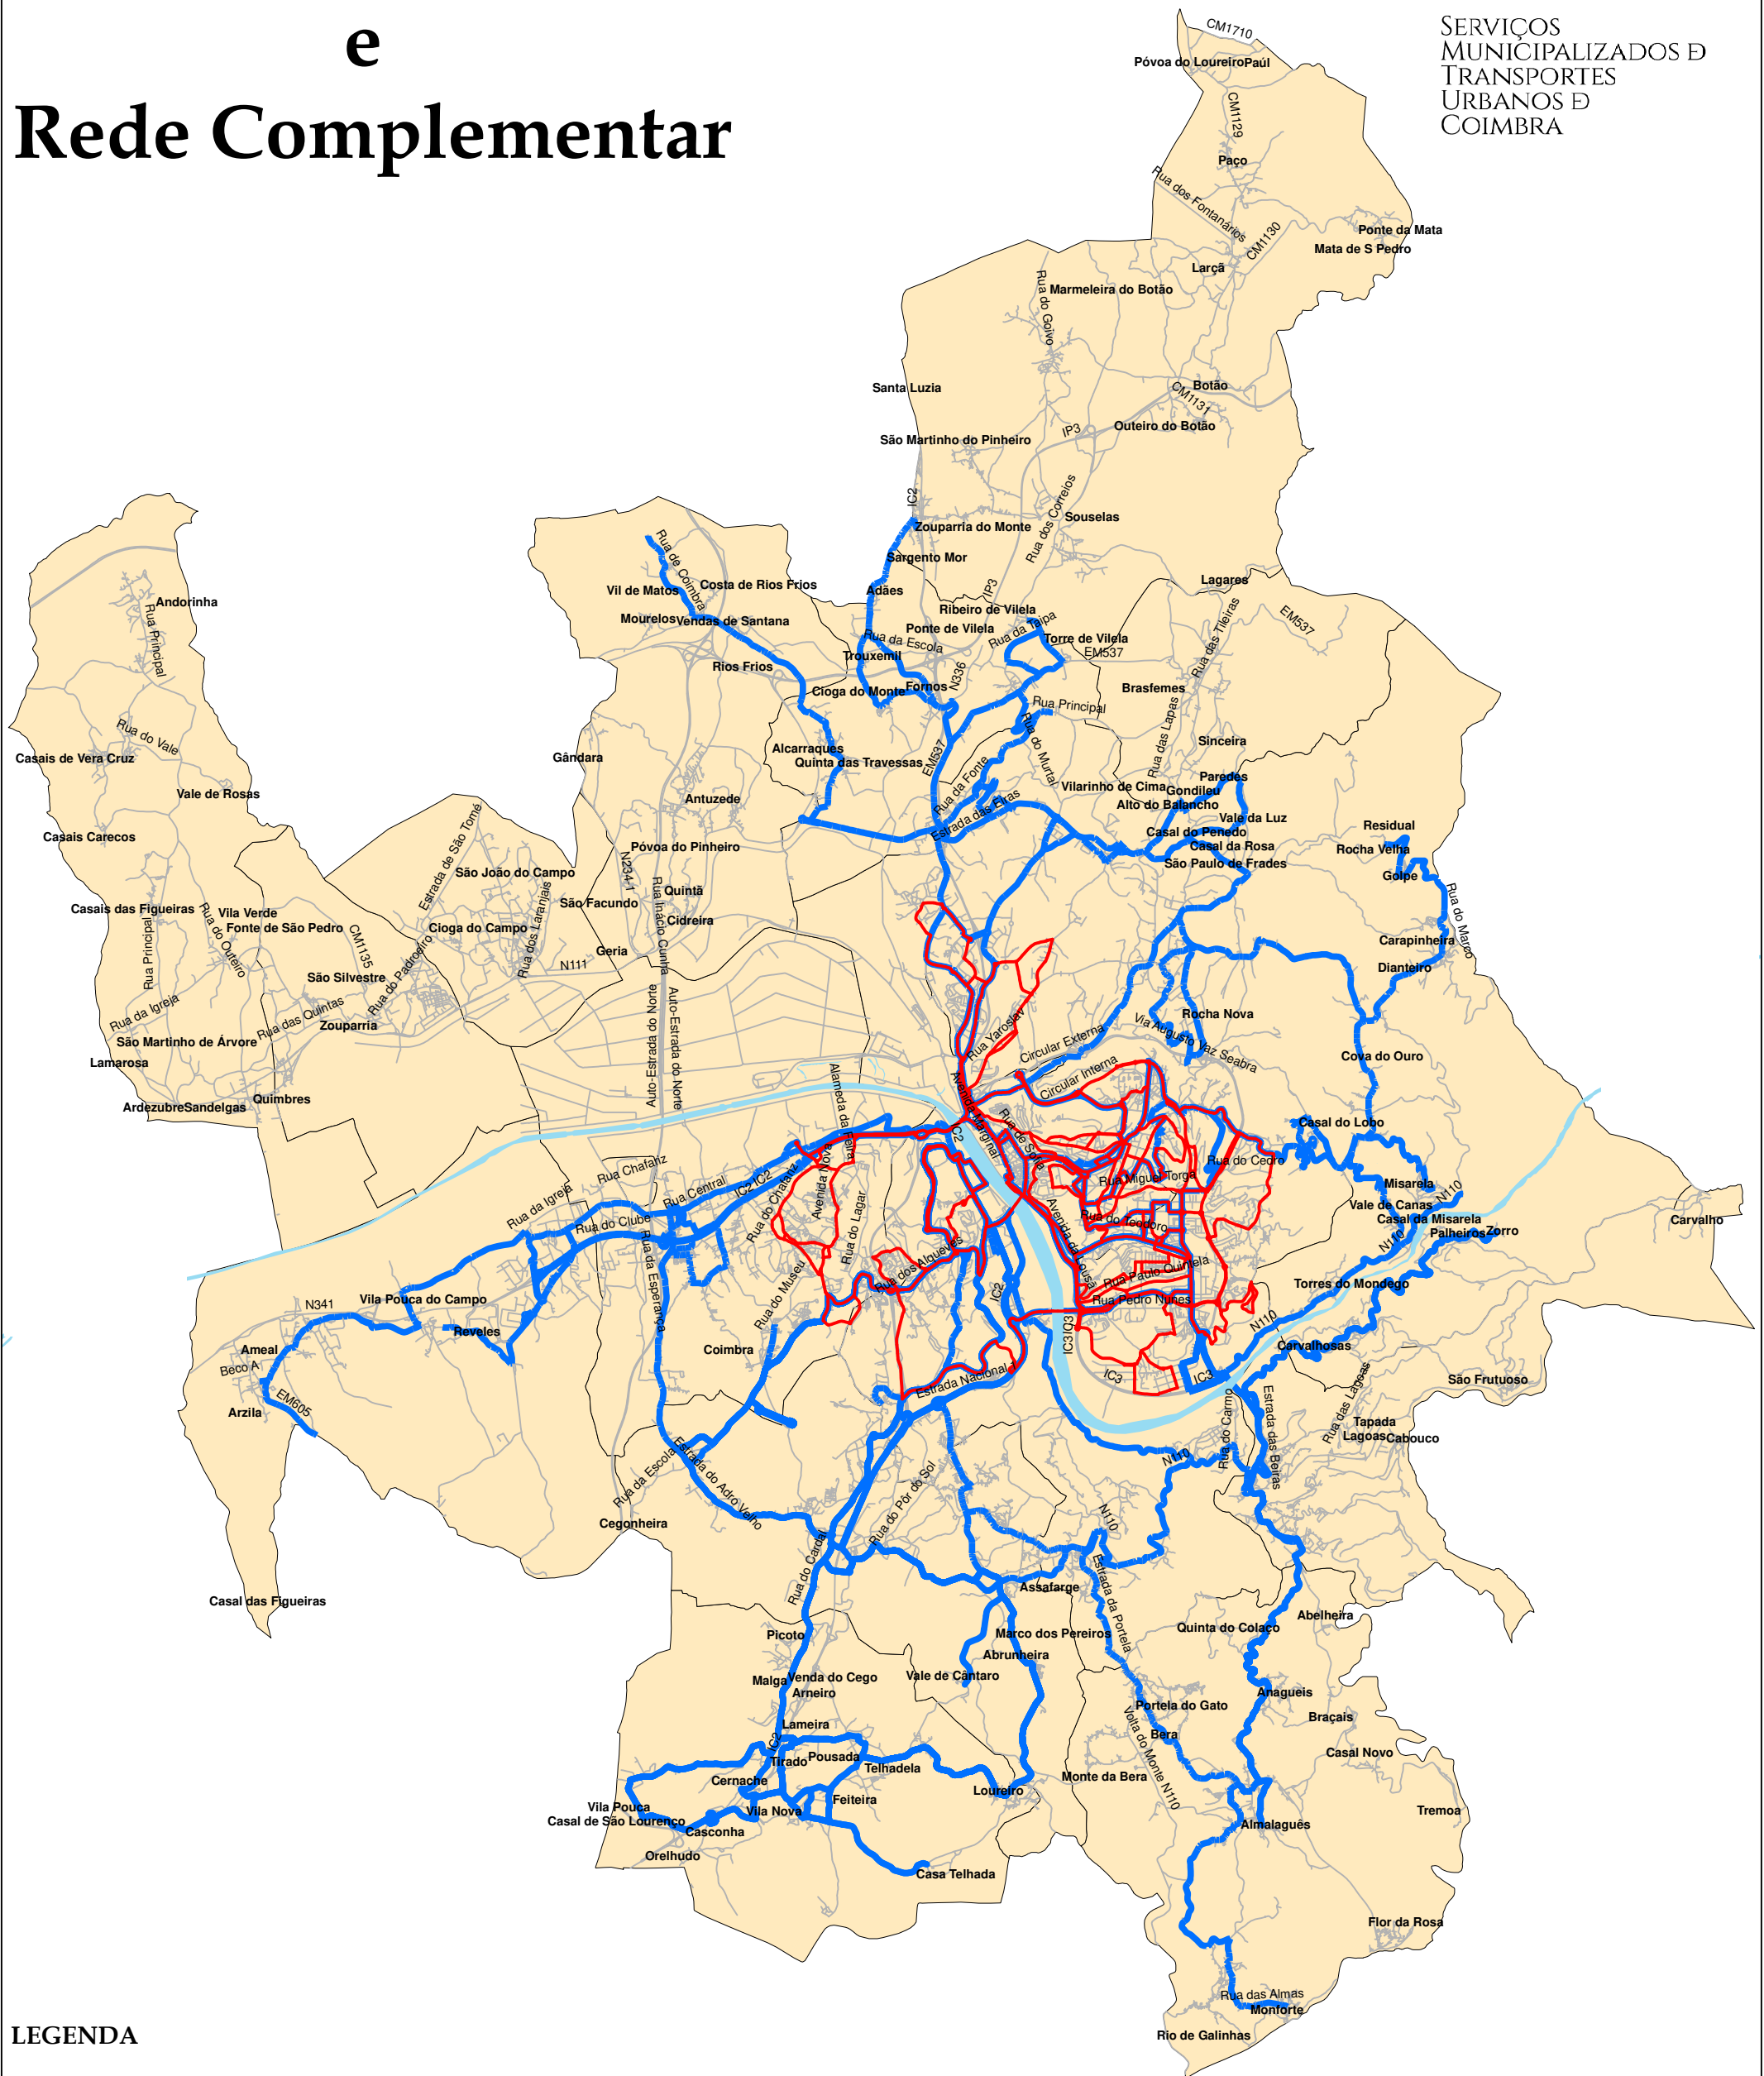 e
Rede Complementar
SERVIÇOS
MUNICIPALIZADOS Đ
TRANSPORTES
URBANOS Đ
COIMBRA
CM1710
Póvoa do Loureiro
Paúl
CM1129
Paço
Rua dos Fontanários
CM1130
Ponte da Mata
Mata de S Pedro
Larçã
Rua do Goivo
Marmeleira do Botão
Santa Luzia
Botão
CM1131
Outeiro do Botão
IP3
São Martinho do Pinheiro
IC2
Rua dos Correios
Souselas
Zouparria do Monte
Sargento Mor
Rua de Coimbra
Costa de Rios Frios
Vil de Matos
Adães
IP3
Lagares
Andorinha
Rua Principal
Mourelos
Vendas de Santana
Ribeiro de Vilela
Ponte de Vilela
Rua da Taipa
Rua da Escola
Torre de Vilela
EM537
Rua das Tileiras
EM537
Trouxemil
Rios Frios
N336
Cioga do Monte
Fornos
Brasfemes
Rua Principal
Rua das Lapas
Rua do Vale
Casais de Vera Cruz
Gândara
Alcarraques
Quinta das Travessas
EM537
Rua do Murtal
Sinceira
Rua da Fonte
Vilarinho de Cima
Paredes
Gondileu
Vale de Rosas
Antuzede
Estrada das Eiras
Alto do Balancho
Estrada de São Tomé
Vale da Luz
Residual
Casais Carecos
Póvoa do Pinheiro
Casal do Penedo
Casal da Rosa
Rocha Velha
São Paulo de Frades
N234-1
São João do Campo
Golpe
Quintã
Rua Inácio Cunha
São Facundo
Casais das Figueiras
Rua Principal
Rua do Outeiro
Vila Verde
Fonte de São Pedro
CM1135
Cioga do Campo
Rua dos Laranjais
Cidreira
Rua do Marco
Carapinheira
Geria
N111
Dianteiro
São Silvestre
Rua do Padroeiro
Rua da Igreja
Rua das Quintas
Zouparria
Auto-Estrada do Norte
Auto-Estrada do Norte
Rocha Nova
Rua Yaroslav
Circular Externa
Via Augusto Vaz Seabra
São Martinho de Árvore
Lamarosa
Cova do Ouro
Circular Interna
Ardezubre
Sandelgas
Quimbres
Alameda da Feira
Avenida Marginal
Rua de Sofia
IC2
Casal do Lobo
Rua Chafariz
Rua do Cedro
Rua Miguel Torga
Rua Central
IC2
IC2
Avenida Nova
Misarela
N110
Rua da Igreja
Rua do Clube
Rua do Chafariz
Rua do Lagar
Rua do Teodoro
Vale de Canas
Casal da Misarela
Palheiros
Zorro
Carvalho
Rua da Esperança
Rua dos Alqueves
Avenida da Lousã
N110
Rua Paulo Quintela
Torres do Mondego
N341
Vila Pouca do Campo
Reveles
Rua do Museu
IC2
Rua Pedro Nunes
IC3
IC3
N110
Ameal
Beco A
Coimbra
Carvalhosas
Estrada Nacional 1
IC3
IC3
São Frutuoso
EM605
Arzila
Rua do Carmo
Estrada das Beiras
Rua das Lagoas
Tapada
Lagoas
Cabouco
Rua da Escola
Estrada do Adro Velho
N110
Rua do Pôr do Sol
Cegonheira
N110
Rua do Cardal
Casal das Figueiras
Assafarge
Estrada da Portela
Abelheira
Quinta do Colaço
Picoto
Marco dos Pereiros
Abrunheira
Malga
Venda do Cego
Arneiro
Vale de Cântaro
Anagueis
Portela do Gato
Braçais
Lameira
IC2
Bera
Volta do Monte
N110
Casal Novo
Tirado
Pousada
Telhadela
Cernache
Loureiro
Monte da Bera
Vila Pouca
Feiteira
Vila Nova
Tremoa
Casal de São Lourenço
Casconha
Almalaguês
Orelhudo
Casa Telhada
Flor da Rosa
Rua das Almas
Monforte
Rio de Galinhas
LEGENDA